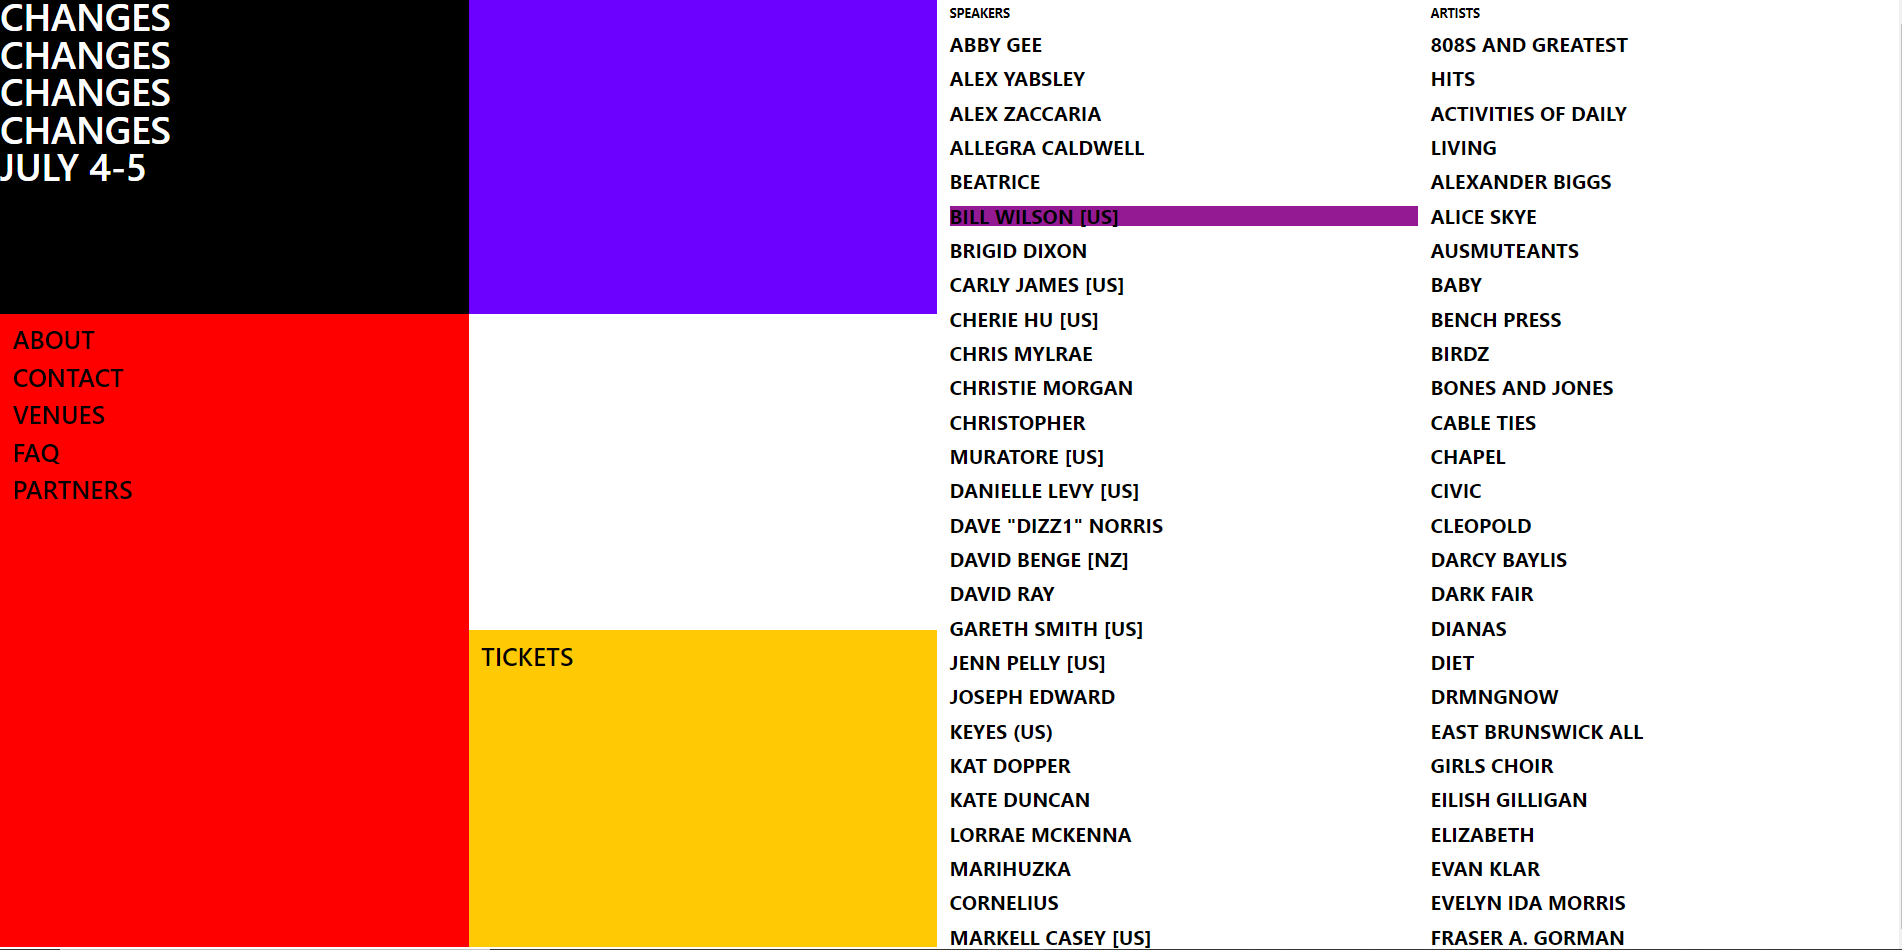 CHANGES
CHANGES
CHANGES
CHANGES
JULY 4-5
ABOUT
CONTACT
VENUES
FAQ
PARTNERS
TICKETS
SPEAKERS
ABBY GEE
ALEX YABSLEY
ALEX ZACCARIA
ALLEGRA CALDWELL
BEATRICE
BILL WILSON [US]
BRIGID DIXON
CARLY JAMES [US]
CHERIE HU [US]
CHRIS MYLRAE
CHRISTIE MORGAN
CHRISTOPHER
MURATORE [US]
DANIELLE LEVY [US]
DAVE "DIZZ1" NORRIS
DAVID BENGE [NZ]
DAVID RAY
GARETH SMITH [US]
JENN PELLY [US]
JOSEPH EDWARD
KEYES (US)
KAT DOPPER
KATE DUNCAN
LORRAE MCKENNA
MARIHUZKA
CORNELIUS
MARKELL CASEY [US]
ARTISTS
808S AND GREATEST
HITS
ACTIVITIES OF DAILY
LIVING
ALEXANDER BIGGS
ALICE SKYE
AUSMUTEANTS
BABY
BENCH PRESS
BIRDZ
BONES AND JONES
CABLE TIES
CHAPEL
CIVIC
CLEOPOLD
DARCY BAYLIS
DARK FAIR
DIANAS
DIET
DRMNGNOW
EAST BRUNSWICK ALL
GIRLS CHOIR
EILISH GILLIGAN
ELIZABETH
EVAN KLAR
EVELYN IDA MORRIS
FRASER A. GORMAN